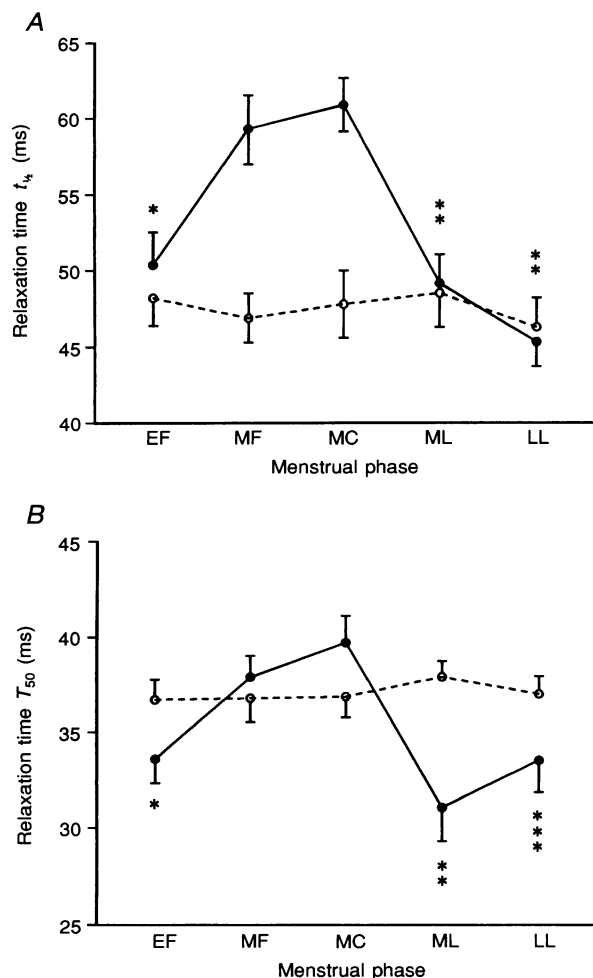 A
65
60
55
50
45
40
Relaxation time t½ (ms)
*
**
**
EF MF MC ML LL
Menstrual phase
B
45
40
35
30
25
Relaxation time T50 (ms)
*
**
***
EF MF MC ML LL
Menstrual phase